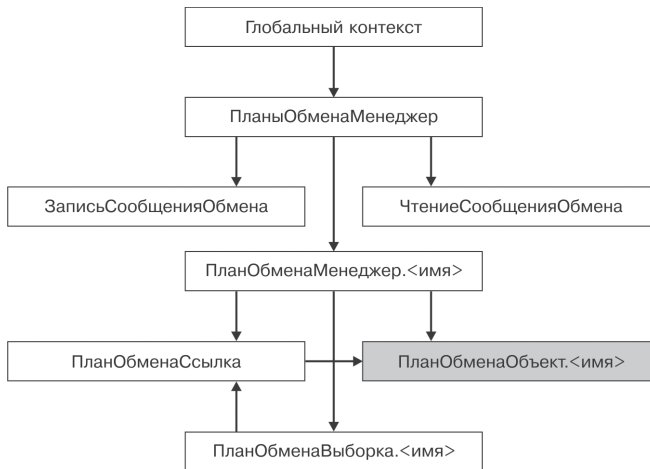 Глобальный контекст
ПланыОбменаМенеджер
ЗаписьСообщенияОбмена
ЧтениеСообщенияОбмена
ПланОбменаМенеджер.<имя>
ПланОбменаСсылка
ПланОбменаОбъект.<имя>
ПланОбменаВыборка.<имя>